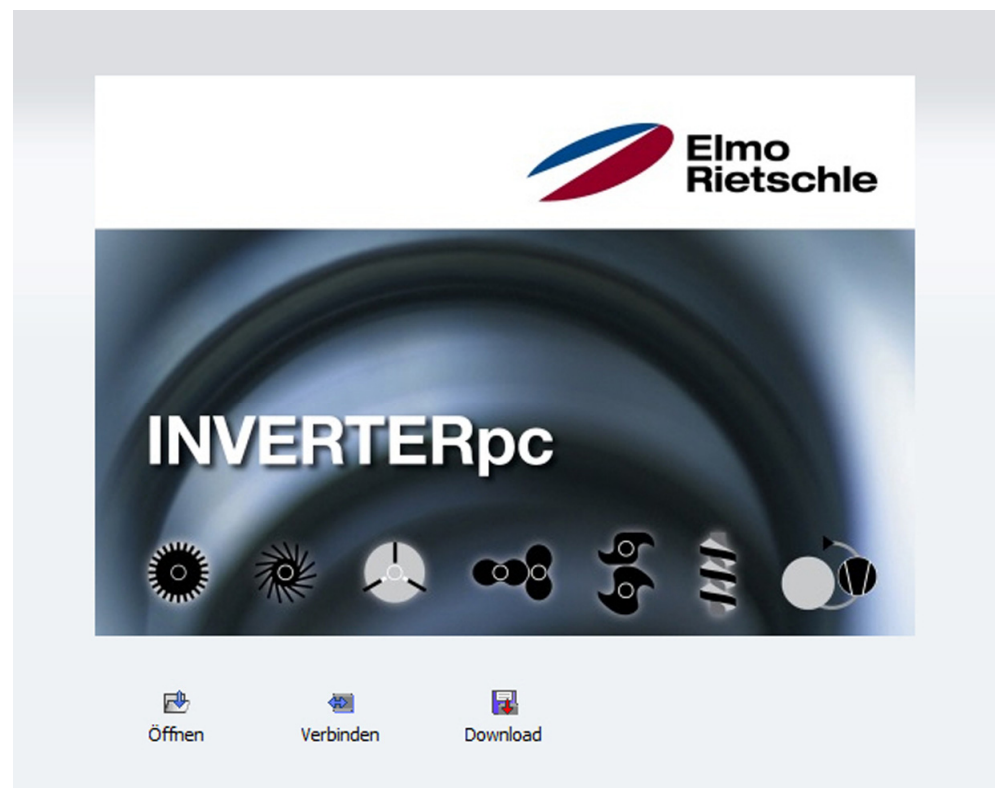 Elmo
Rietschle
INVERTERpc
Öffnen
Verbinden
Download